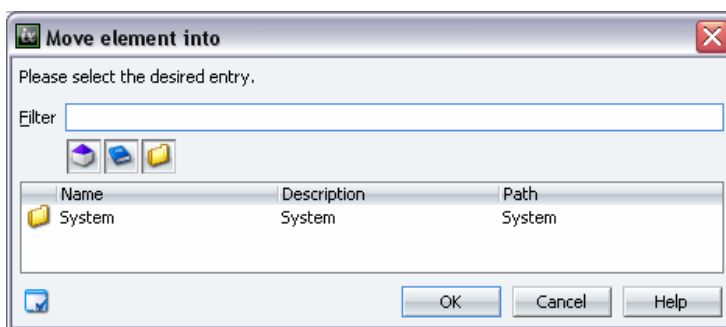 Move element into
Please select the desired entry.
Filter
Name Description Path
System System System
OK Cancel Help